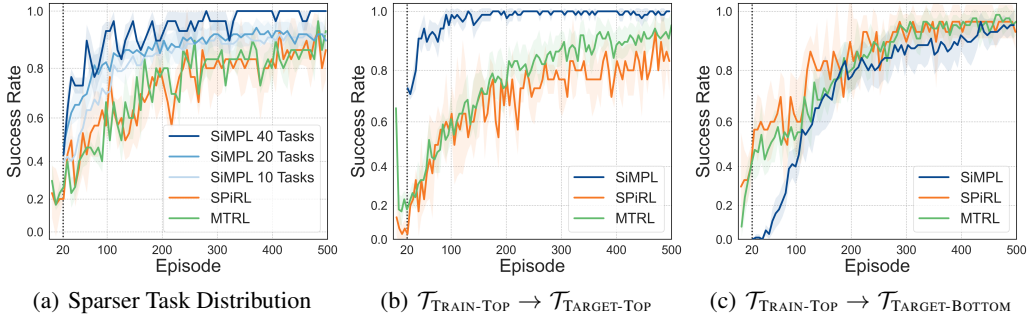 Success Rate
1.0
0.8
0.6
0.4
0.2
0.0
20 100 200 300 400 500
Episode
SiMPL 40 Tasks
SiMPL 20 Tasks
SiMPL 10 Tasks
SPiRL
MTRL
(a) Sparser Task Distribution
Success Rate
1.0
0.8
0.6
0.4
0.2
0.0
20 100 200 300 400 500
Episode
SiMPL
SPiRL
MTRL
(b) 𝒯TRAIN-TOP → 𝒯TARGET-TOP
Success Rate
1.0
0.8
0.6
0.4
0.2
0.0
20 100 200 300 400 500
Episode
SiMPL
SPiRL
MTRL
(c) 𝒯TRAIN-TOP → 𝒯TARGET-BOTTOM